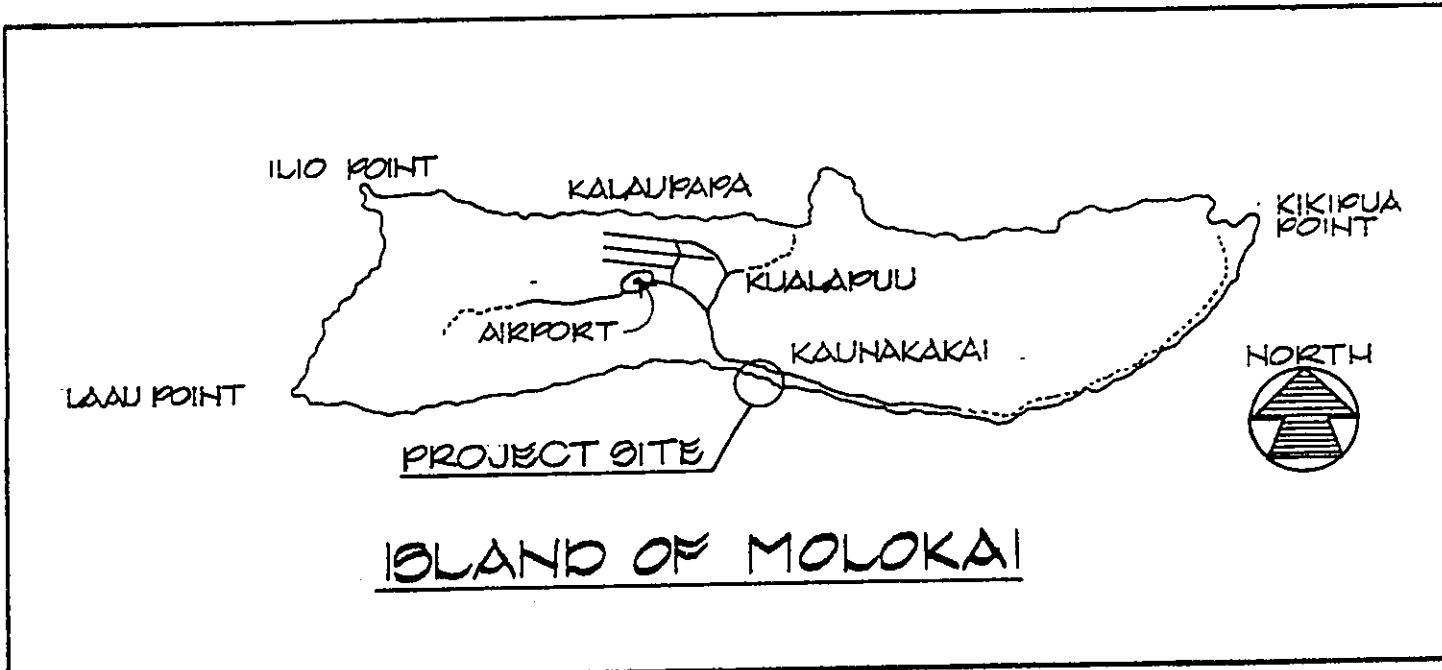 ILIO POINT
KALAUPAPA
KIKIPUA
POINT
KUALAPUU
AIRPORT
KAUNAKAKAI
NORTH
LAAU POINT
PROJECT SITE
ISLAND OF MOLOKAI